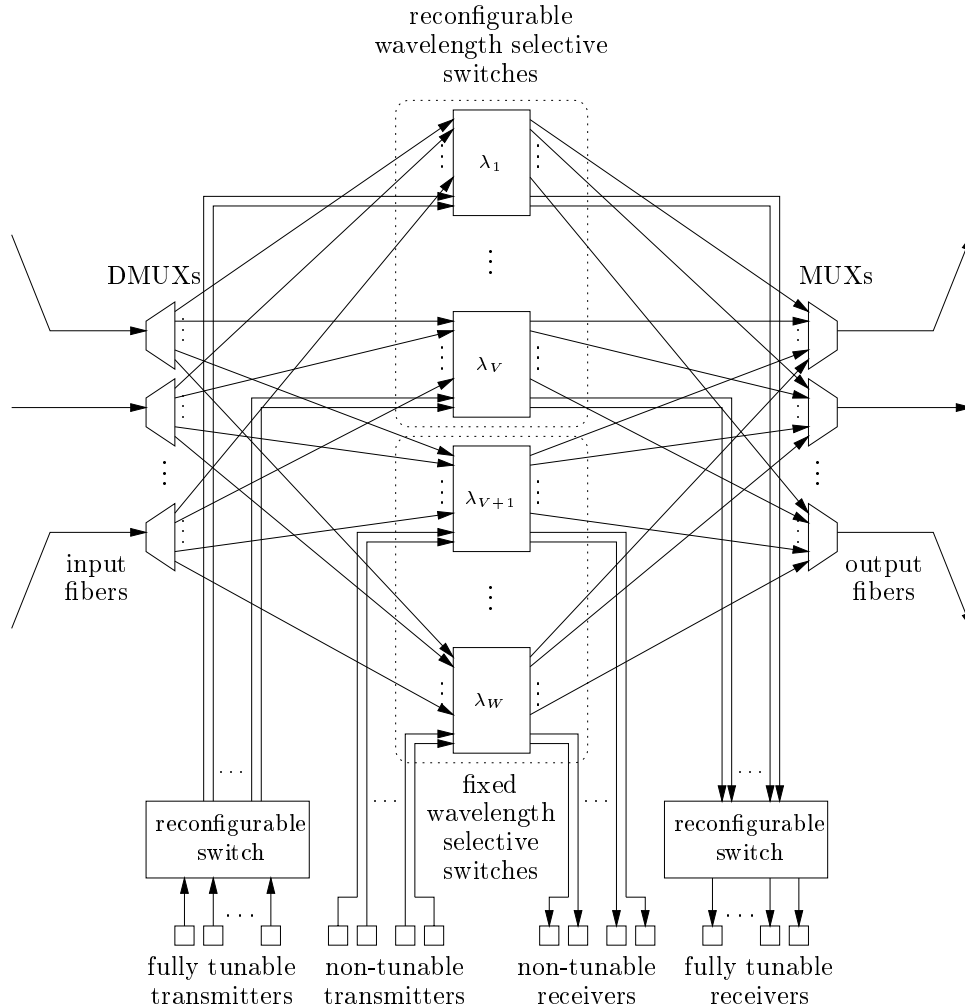 reconfigurable
wavelength selective
switches
λ1
DMUXs
MUXs
λV
λV+1
input
fibers
output
fibers
λW
fixed
wavelength
selective
switches
reconfigurable
switch
reconfigurable
switch
fully tunable
transmitters
non-tunable
transmitters
non-tunable
receivers
fully tunable
receivers